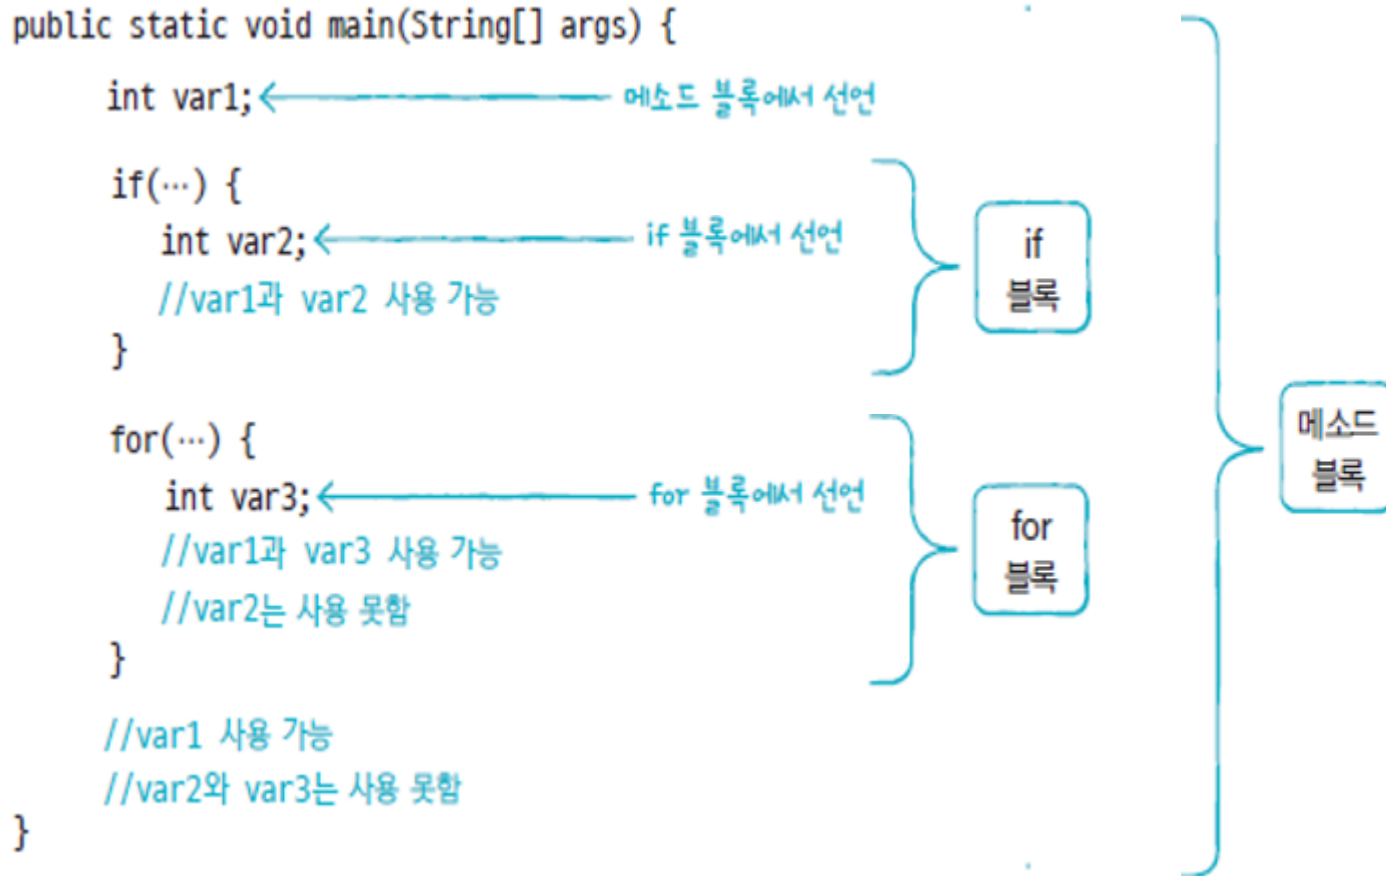 public static void main(String[] args) {
int var1; 메소드 블록에서 선언
if(…) {
int var2; if 블록에서 선언
//var1과 var2 사용 가능
}
if
블록
for(…) {
int var3; for 블록에서 선언
//var1과 var3 사용 가능
//var2는 사용 못함
}
for
블록
//var1 사용 가능
//var2와 var3는 사용 못함
}
메소드
블록